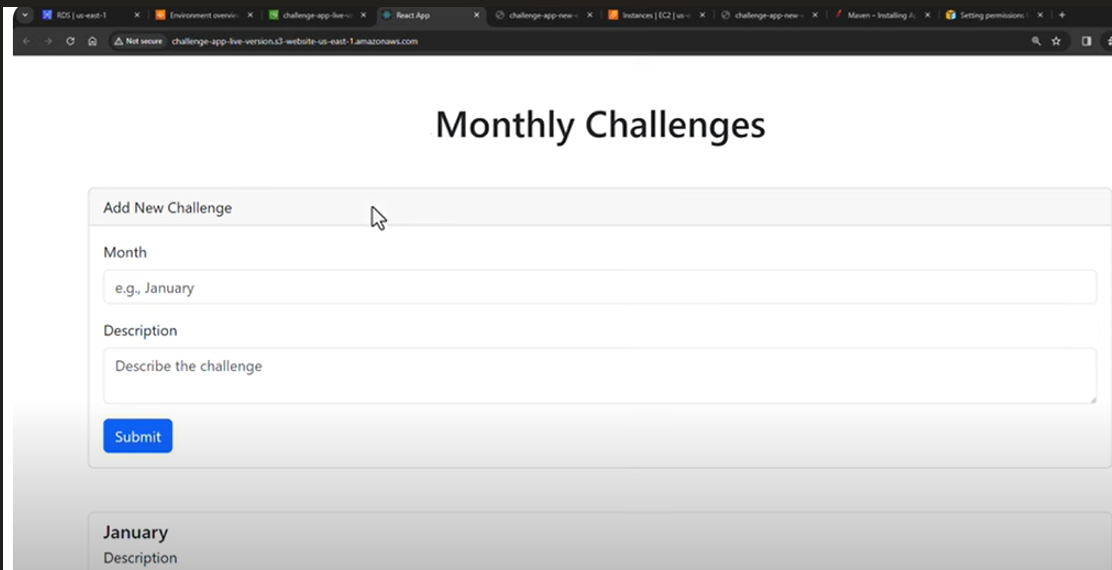 RDS | us-east-1
Environment overvie
challenge-app-live-v
React App
challenge-app-new-
Instances | EC2 | us-e
challenge-app-new-
Maven – Installing Ap
Setting permissions f
Not secure challenge-app-live-version.s3-website-us-east-1.amazonaws.com
Monthly Challenges
Add New Challenge
Month
e.g., January
Description
Describe the challenge
Submit
January
Description